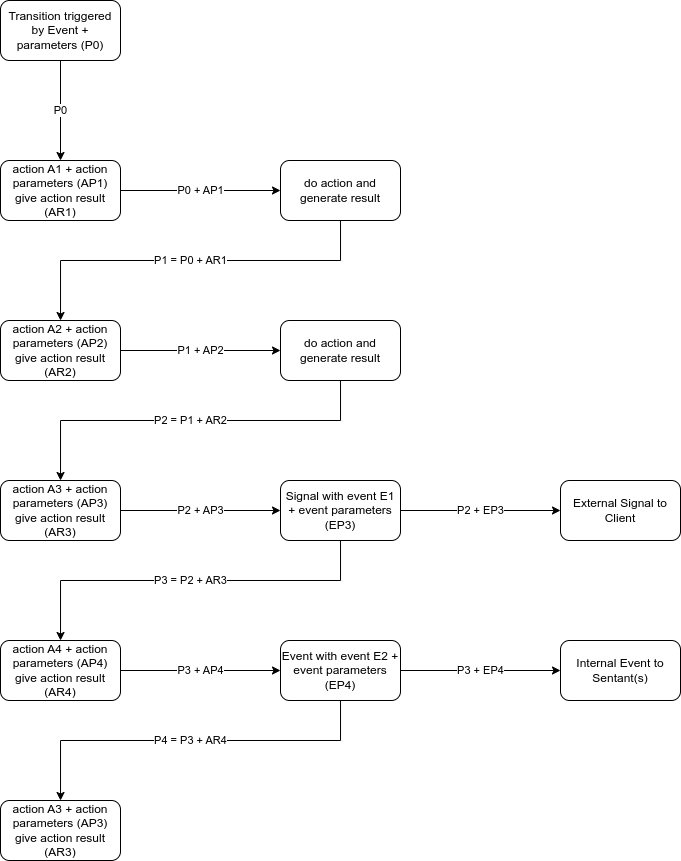 Transition triggered
by Event +
parameters (P0)
P0
action A1 + action
parameters (AP1)
give action result
(AR1)
P0 + AP1
do action and
generate result
P1 = P0 + AR1
action A2 + action
parameters (AP2)
give action result
(AR2)
P1 + AP2
do action and
generate result
P2 = P1 + AR2
action A3 + action
parameters (AP3)
give action result
(AR3)
P2 + AP3
Signal with event E1
+ event parameters
(EP3)
P2 + EP3
External Signal to
Client
P3 = P2 + AR3
action A4 + action
parameters (AP4)
give action result
(AR4)
P3 + AP4
Event with event E2 +
event parameters
(EP4)
P3 + EP4
Internal Event to
Sentant(s)
P4 = P3 + AR4
action A3 + action
parameters (AP3)
give action result
(AR3)